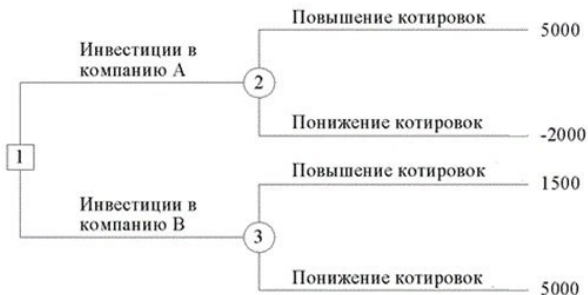 Повышение котировок
5000
Инвестиции в
компанию А
2
Понижение котировок
-2000
1
Повышение котировок
1500
Инвестиции в
компанию В
3
Понижение котировок
5000